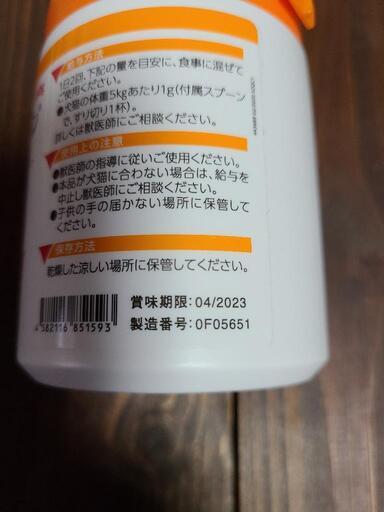 給与方法
1日2回、下記の量を目安に、食事に混ぜて
ご使用ください。
●犬猫の体重5kgあたり1g(付属スプーン
で、すり切り1杯)。
詳しくは獣医師にご相談ください。
使用上の注意
●獣医師の指導に従いご使用ください。
●本品が犬猫に合わない場合は、給与を
中止し獣医師にご相談ください。
●子供の手の届かない場所に保管して
ください。
保存方法
乾燥した涼しい場所に保管してください。
賞味期限:04/2023
製造番号:0F05651
4 582116 851593